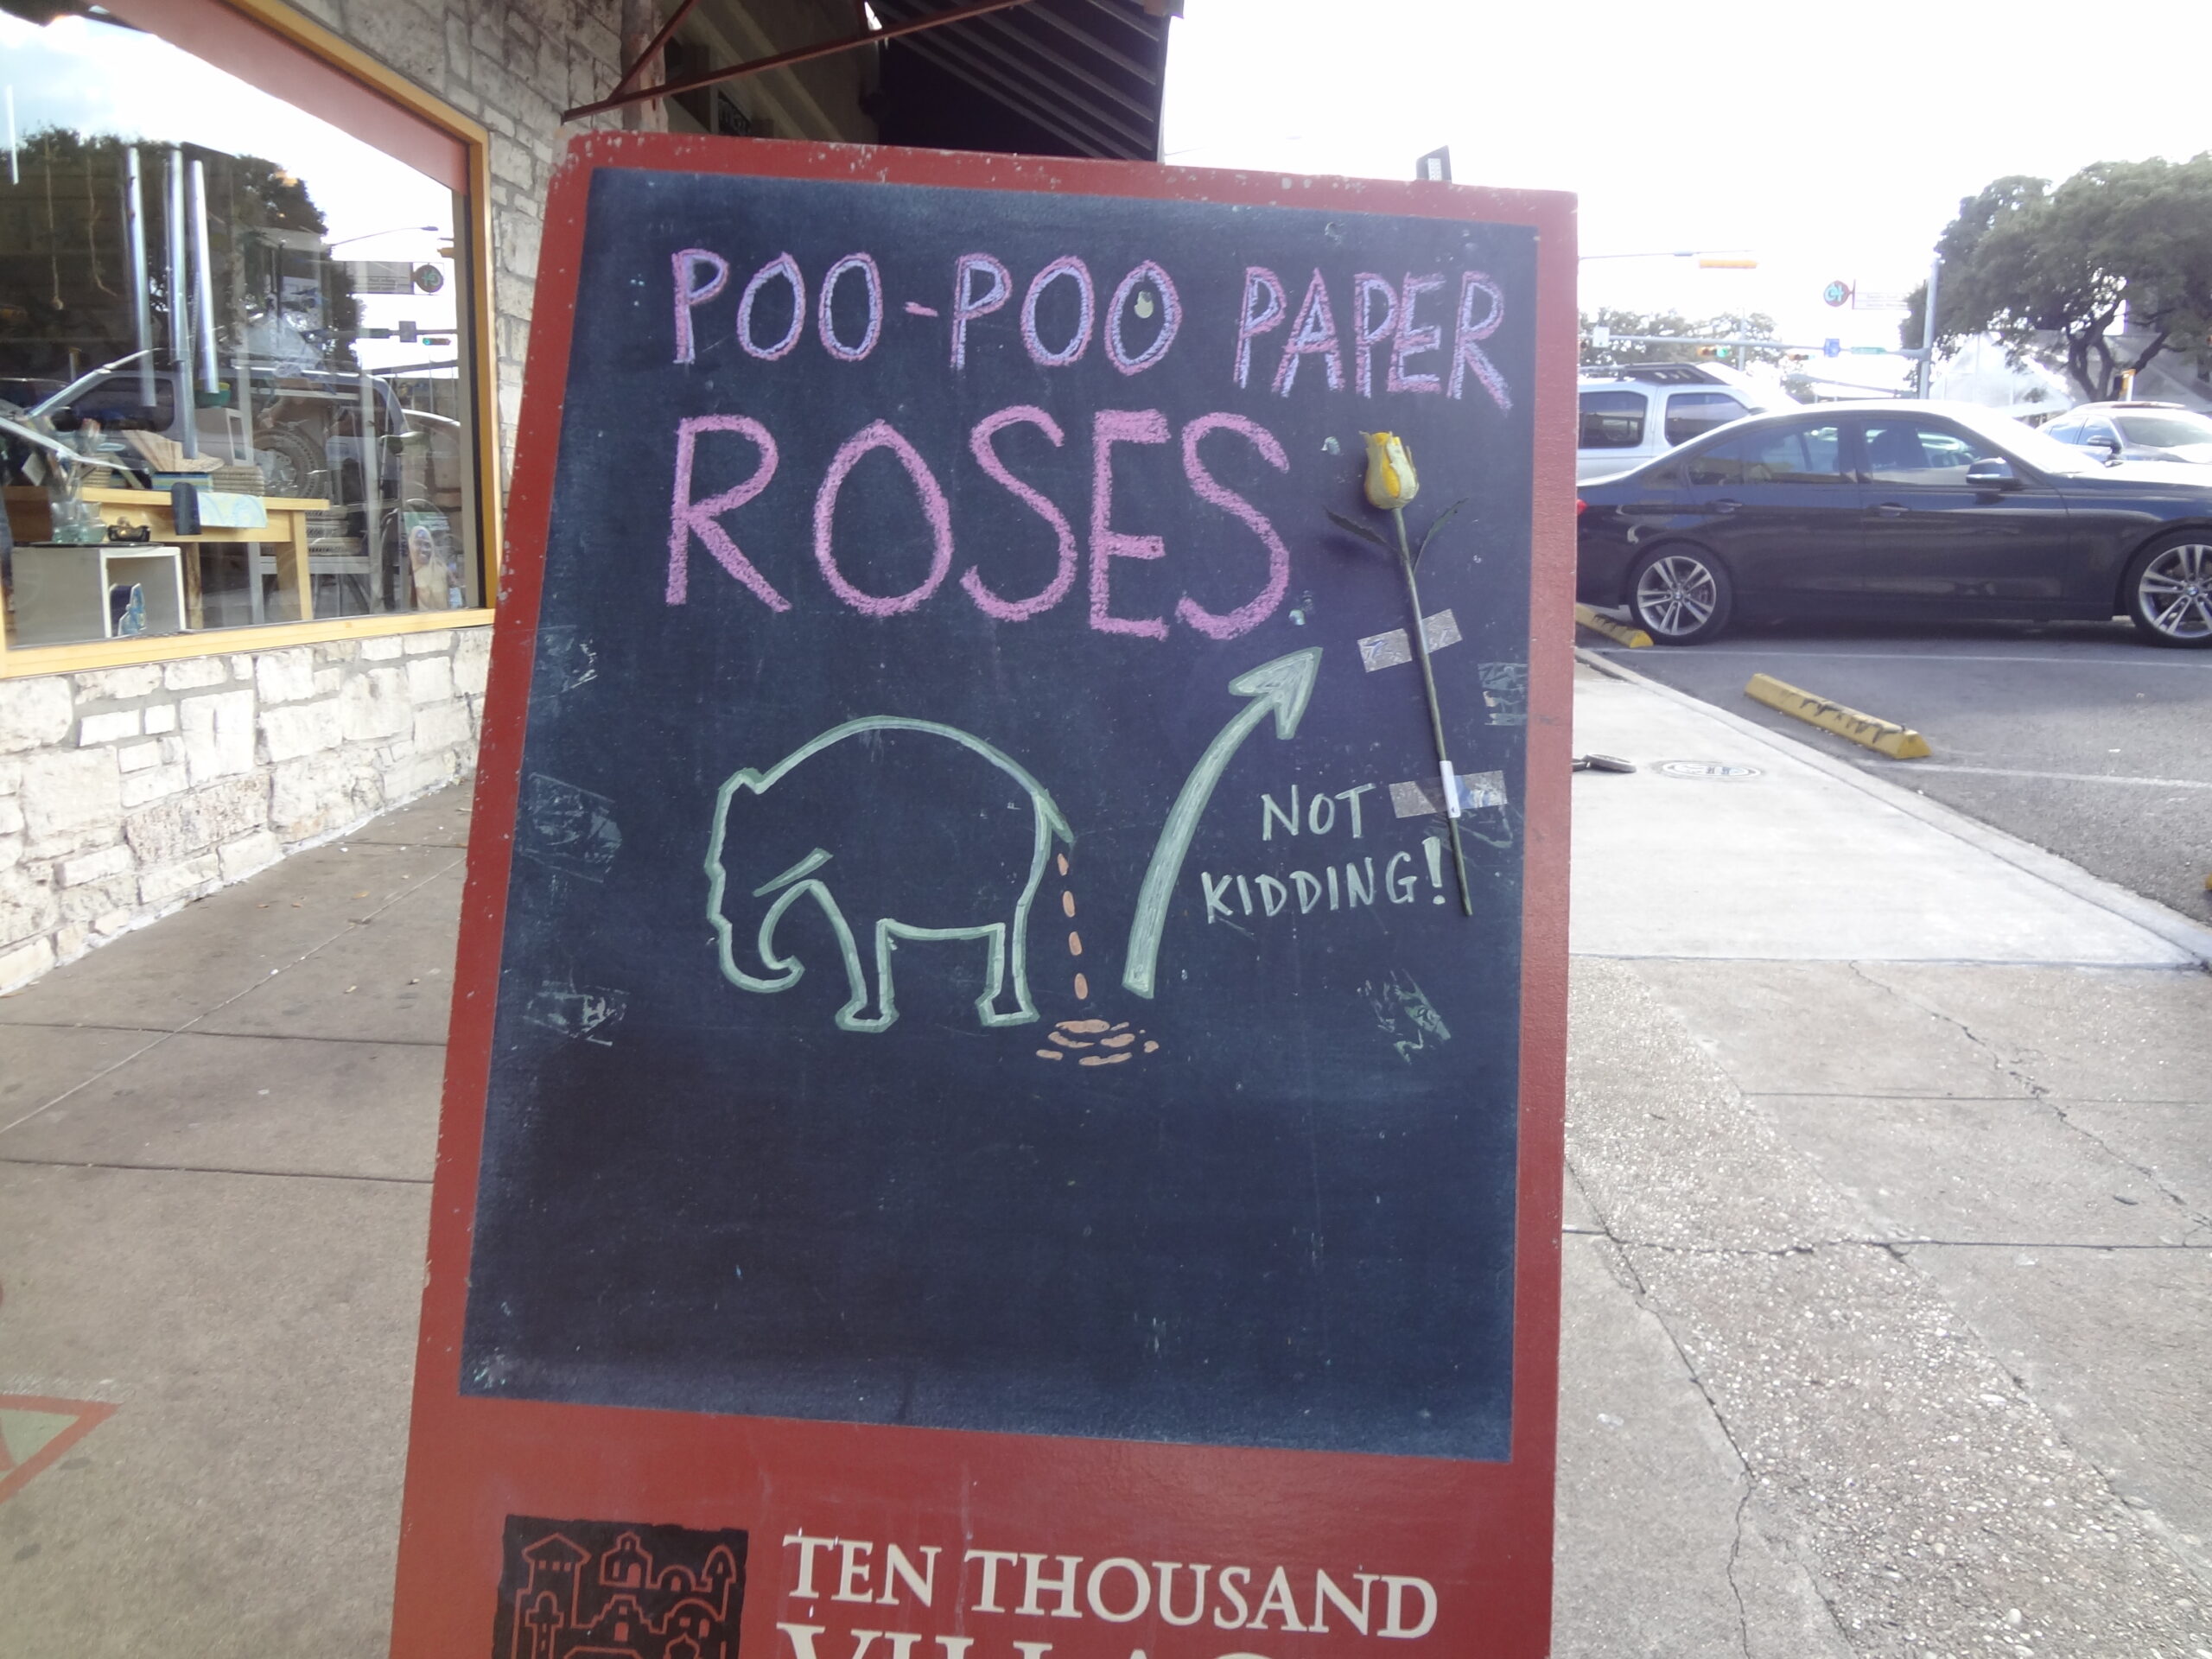 POO-POO PAPER
ROSES
NOT
KIDDING!
TEN THOUSAND